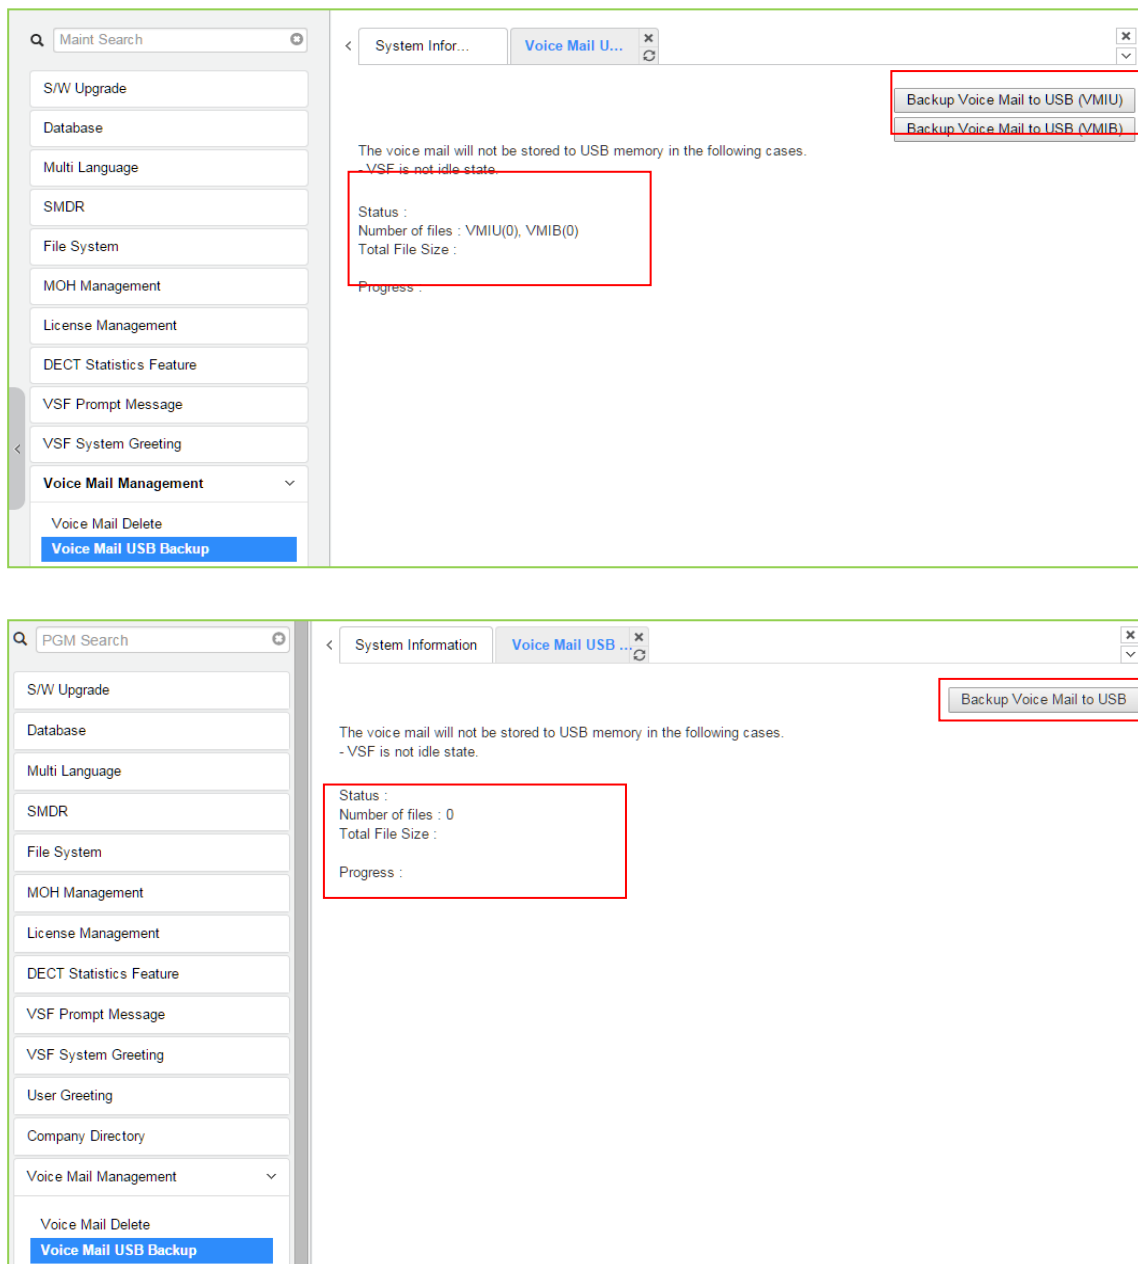 Maint Search
S/W Upgrade
Database
Multi Language
SMDR
File System
MOH Management
License Management
DECT Statistics Feature
VSF Prompt Message
VSF System Greeting
Voice Mail Management
Voice Mail Delete
Voice Mail USB Backup
System Infor...
Voice Mail U...
Backup Voice Mail to USB (VMIU)
Backup Voice Mail to USB (VMIB)
The voice mail will not be stored to USB memory in the following cases.
- VSF is not idle state.
Status :
Number of files : VMIU(0), VMIB(0)
Total File Size :
Progress :
PGM Search
S/W Upgrade
Database
Multi Language
SMDR
File System
MOH Management
License Management
DECT Statistics Feature
VSF Prompt Message
VSF System Greeting
User Greeting
Company Directory
Voice Mail Management
Voice Mail Delete
Voice Mail USB Backup
System Information
Voice Mail USB ...
Backup Voice Mail to USB
The voice mail will not be stored to USB memory in the following cases.
- VSF is not idle state.
Status :
Number of files : 0
Total File Size :
Progress :